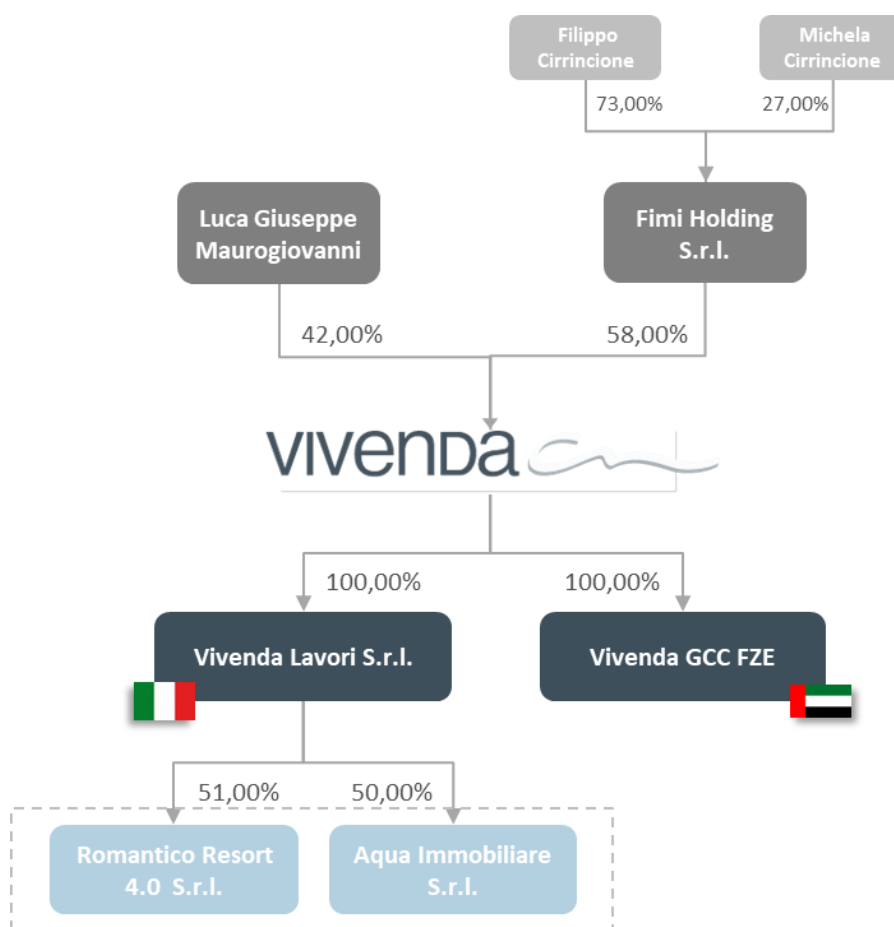 Filippo
Cirrincione
Michela
Cirrincione
73,00%
27,00%
Luca Giuseppe
Maurogiovanni
Fimi Holding
S.r.l.
42,00%
58,00%
VIVENDA
100,00%
100,00%
Vivenda Lavori S.r.l.
Vivenda GCC FZE
51,00%
50,00%
Romantico Resort
4.0 S.r.l.
Aqua Immobiliare
S.r.l.